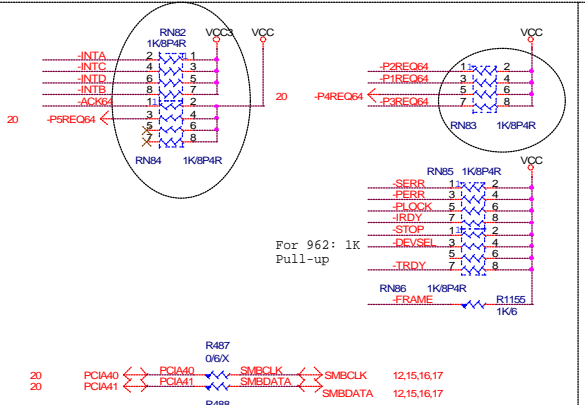 RN82 VCC3 VCC
1K/8P4R
-INTA 2 1
-INTC 4 3
-INTD 6 5
-INTB 8 7
-ACK64 1 1 2
20 -P5REQ64 3 4
5 6
7 8
RN84 1K/8P4R
VCC
-P2REQ64 1 1 2
-P1REQ64 3 4
20 -P4REQ64 5 6
-P3REQ64 7 8
RN83 1K/8P4R
VCC
RN85 1K/8P4R
-SERR 1 1 2
-PERR 3 4
-PLOCK 5 6
-IRDY 7 8
-STOP 1 1 2
-DEVSEL 3 4
5 6
-TRDY 7 8
RN86 1K/8P4R
-FRAME R1155
1K/6
For 962: 1K
Pull-up
R487
0/6/X
20 PCIA40 PCIA40 SMBCLK SMBCLK 12,15,16,17
20 PCIA41 PCIA41 SMBDATA SMBDATA 12,15,16,17
R488